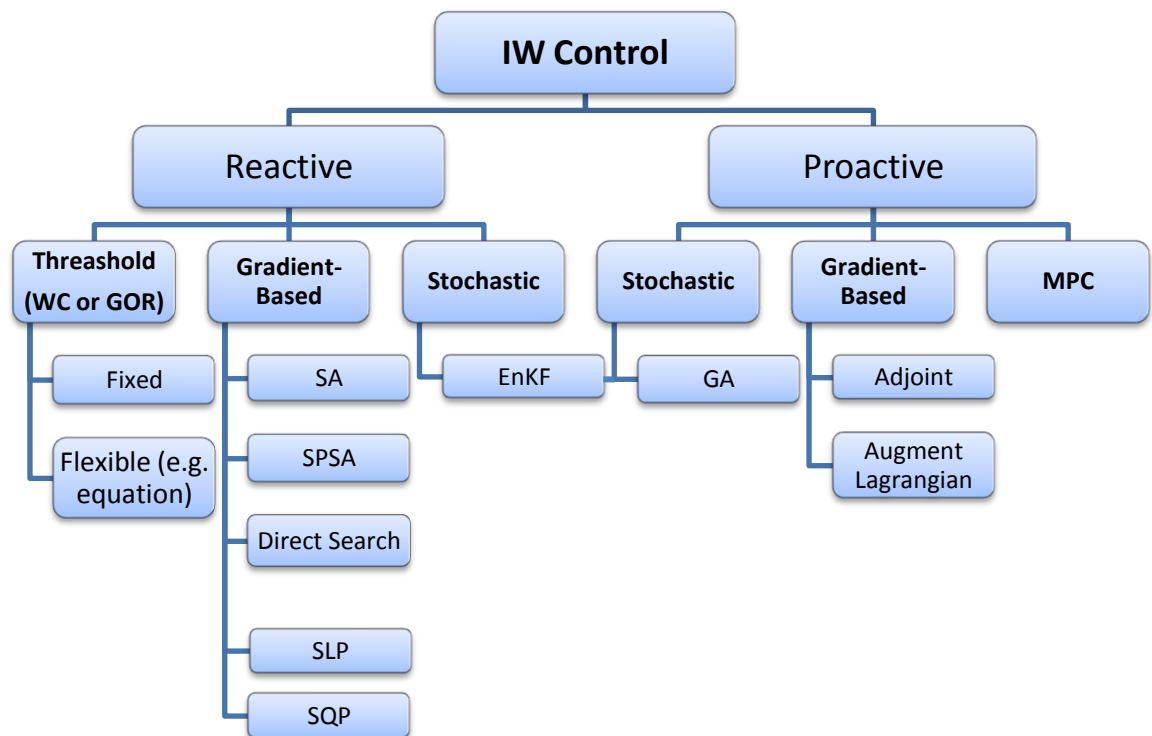 IW Control
Reactive
Proactive
Threashold
(WC or GOR)
Gradient-
Based
Stochastic
Stochastic
Gradient-
Based
MPC
Fixed
SA
EnKF
GA
Adjoint
Flexible (e.g.
equation)
SPSA
Augment
Lagrangian
Direct Search
SLP
SQP